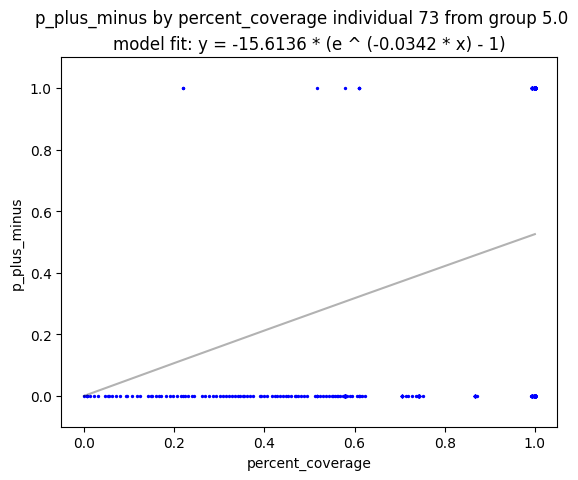 p_plus_minus by percent_coverage individual 73 from group 5.0
model fit: y = -15.6136 * (e ^ (-0.0342 * x) - 1)
1.0
0.8
0.6
0.4
0.2
0.0
p_plus_minus
0.0 0.2 0.4 0.6 0.8 1.0
percent_coverage